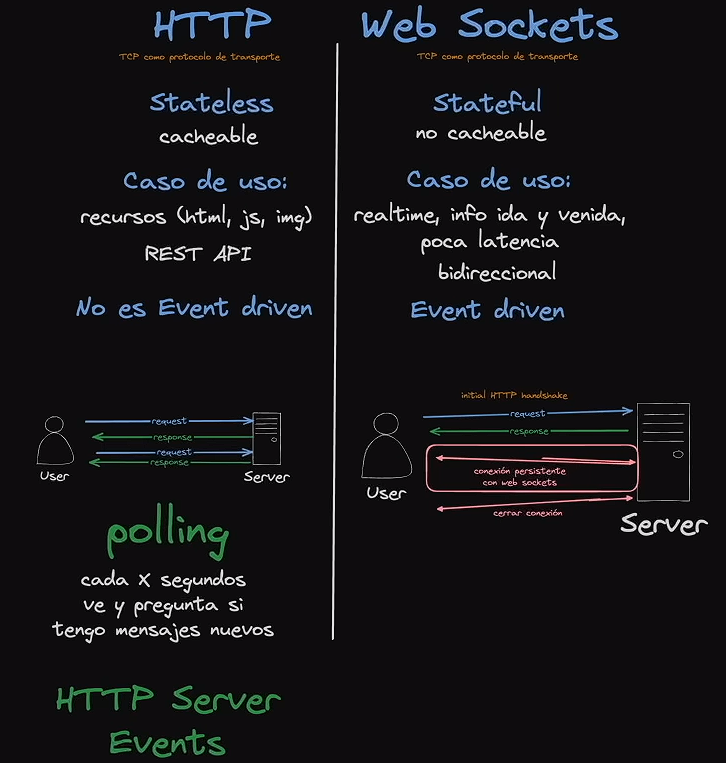 HTTP
TCP como protocolo de transporte
Stateless
cacheable
Caso de uso:
recursos (html, js, img)
REST API
No es Event driven
request
response
request
response
User
Server
polling
cada X segundos
ve y pregunta si
tengo mensajes nuevos
HTTP Server
Events
Web Sockets
TCP como protocolo de transporte
Stateful
no cacheable
Caso de uso:
realtime, info ida y venida,
poca latencia
bidireccional
Event driven
initial HTTP handshake
request
response
conexión persistente
con web sockets
cerrar conexión
User
Server